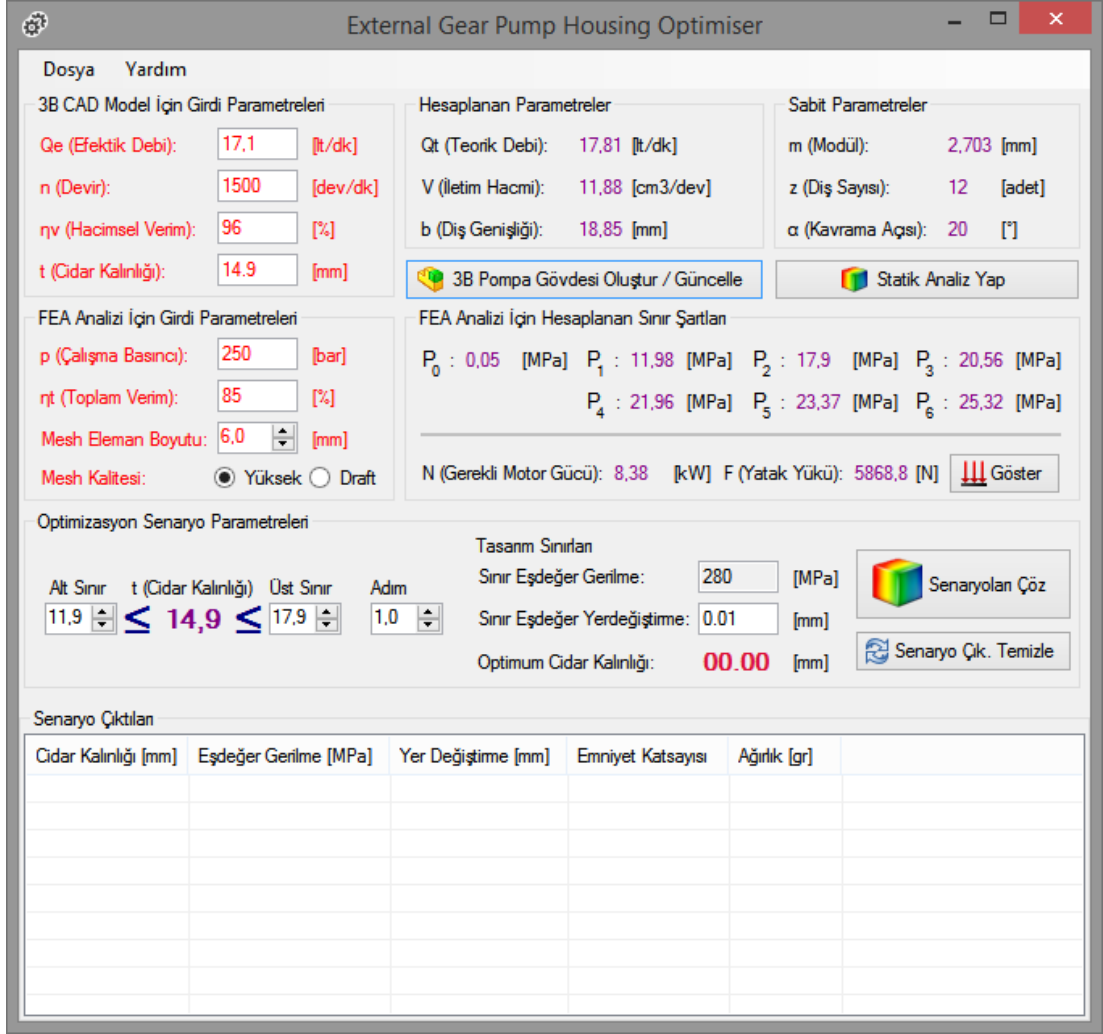 External Gear Pump Housing Optimiser
Dosya Yardım
3B CAD Model İçin Girdi Parametreleri
Qe (Efektik Debi): 17,1 [lt/dk]
n (Devir): 1500 [dev/dk]
ηv (Hacimsel Verim): 96 [%]
t (Cidar Kalınlığı): 14.9 [mm]
Hesaplanan Parametreler
Qt (Teorik Debi): 17,81 [lt/dk]
V (İletim Hacmi): 11,88 [cm3/dev]
b (Diş Genişliği): 18,85 [mm]
Sabit Parametreler
m (Modül): 2,703 [mm]
z (Diş Sayısı): 12 [adet]
α (Kavrama Açısı): 20 [°]
3B Pompa Gövdesi Oluştur / Güncelle
Statik Analiz Yap
FEA Analizi İçin Girdi Parametreleri
p (Çalışma Basıncı): 250 [bar]
ηt (Toplam Verim): 85 [%]
Mesh Eleman Boyutu: 6,0 [mm]
Mesh Kalitesi: Yüksek Draft
FEA Analizi İçin Hesaplanan Sınır Şartları
P0 : 0,05 [MPa] P1 : 11,98 [MPa] P2 : 17,9 [MPa] P3 : 20,56 [MPa]
P4 : 21,96 [MPa] P5 : 23,37 [MPa] P6 : 25,32 [MPa]
N (Gerekli Motor Gücü): 8,38 [kW] F (Yatak Yükü): 5868,8 [N] Göster
Optimizasyon Senaryo Parametreleri
Alt Sınır t (Cidar Kalınlığı) Üst Sınır Adım
11,9 ≤ 14,9 ≤ 17,9 1,0
Tasarım Sınırları
Sınır Eşdeğer Gerilme: 280 [MPa]
Sınır Eşdeğer Yerdeğiştirme: 0.01 [mm]
Optimum Cidar Kalınlığı: 00.00 [mm]
Senaryoları Çöz
Senaryo Çık. Temizle
Senaryo Çıktıları
Cidar Kalınlığı [mm] Eşdeğer Gerilme [MPa] Yer Değiştirme [mm] Emniyet Katsayısı Ağırlık [gr]